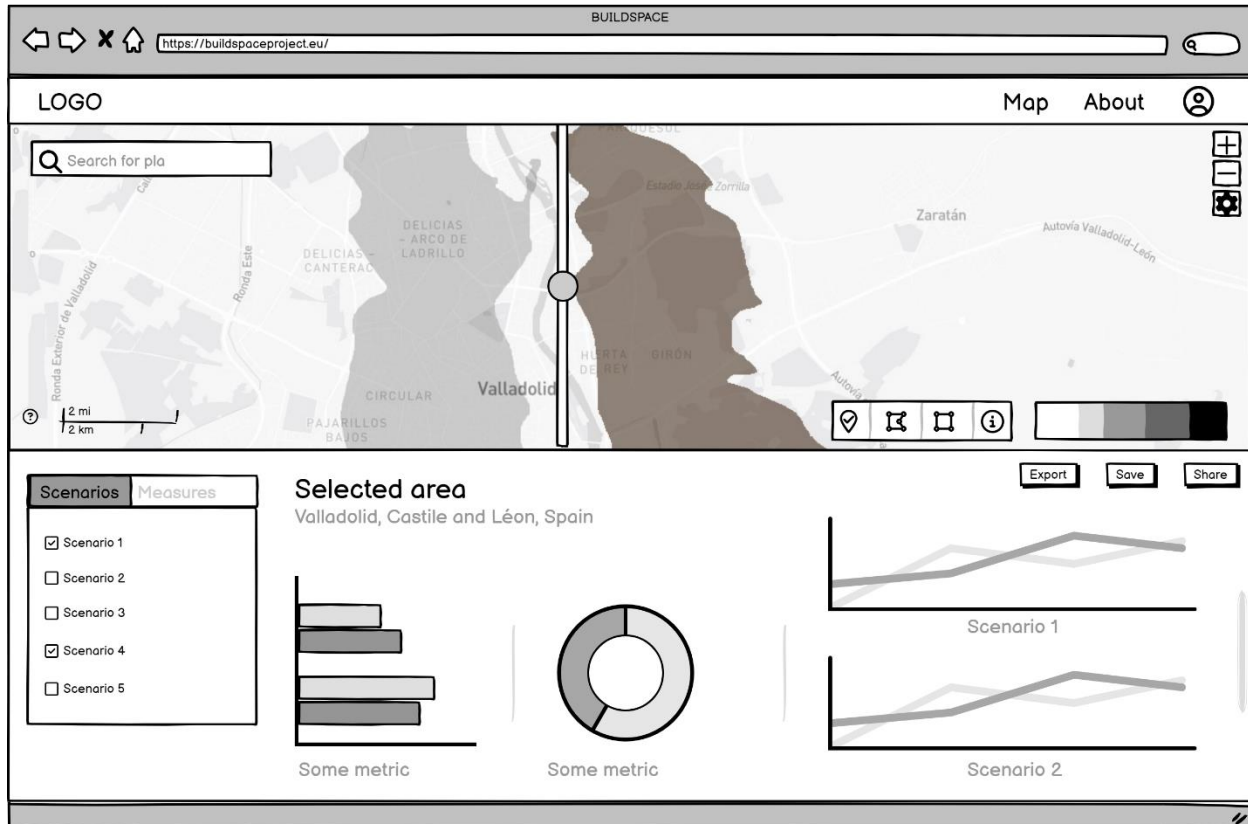 BUILDSPACE
https://buildspaceproject.eu/
LOGO
Map
About
Search for pla
PARQUESOL
Estadio José Zorrilla
Zaratán
Autovía Valladolid-León
DELICIAS
- ARCO DE
LADRILLO
DELICIAS -
CANTERAC
Ronda Este
Ronda Exterior de Valladolid
HUERTA
DE REY
GIRÓN
Valladolid
CIRCULAR
PAJARILLOS
BAJOS
Autovía
2 mi
2 km
Export
Save
Share
Scenarios
Measures
Scenario 1
Scenario 2
Scenario 3
Scenario 4
Scenario 5
Selected area
Valladolid, Castile and Léon, Spain
Some metric
Some metric
Scenario 1
Scenario 2